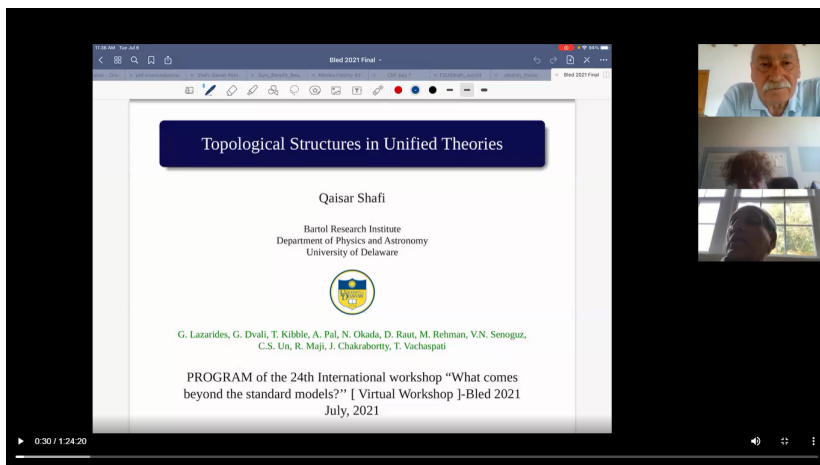 11:36 AM Tue Jul 6
94%
Bled 2021 Final
Bled 2021 Final
Topological Structures in Unified Theories
Qaisar Shafi
Bartol Research Institute
Department of Physics and Astronomy
University of Delaware
G. Lazarides, G. Dvali, T. Kibble, A. Pal, N. Okada, D. Raut, M. Rehman, V.N. Senoguz,
C.S. Un, R. Maji, J. Chakrabortty, T. Vachaspati
PROGRAM of the 24th International workshop “What comes
beyond the standard models?’’ [ Virtual Workshop ]-Bled 2021
July, 2021
0:30 / 1:24:20